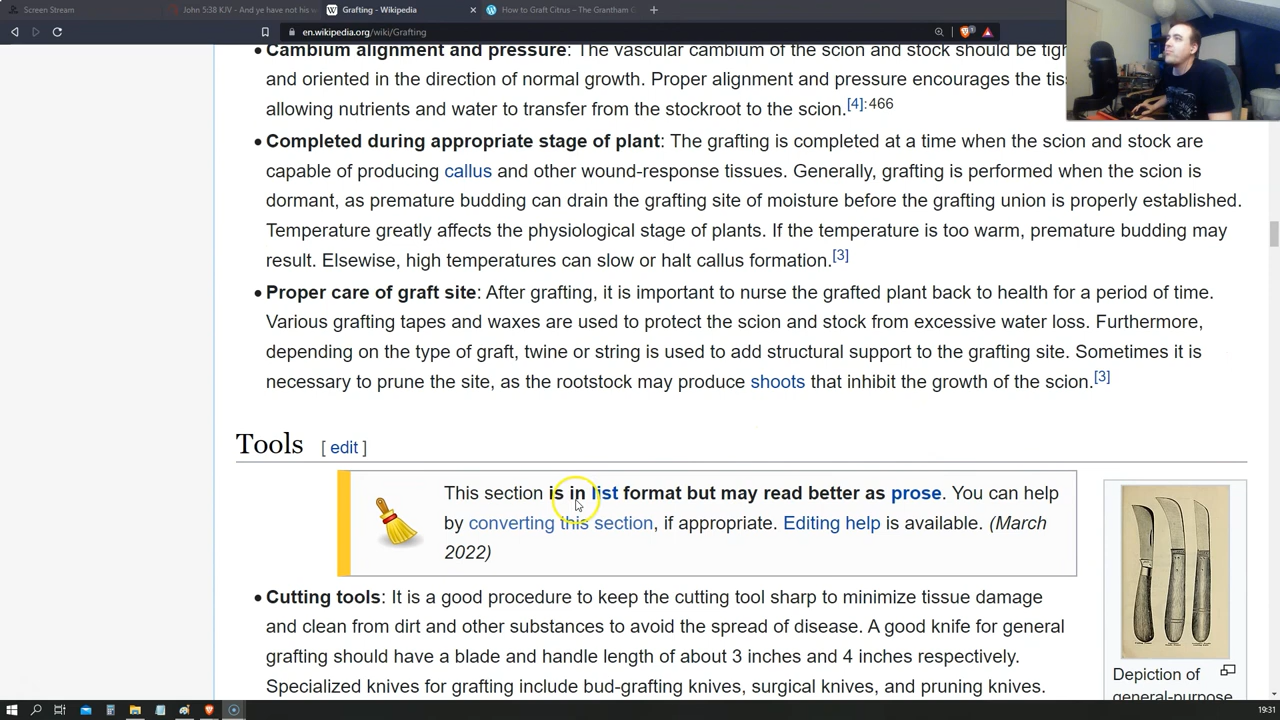 Screen Stream
John 5:38 KJV - And ye have not his w
Grafting - Wikipedia
How to Graft Citrus – The Grantham C
en.wikipedia.org/wiki/Grafting
• Cambium alignment and pressure: The vascular cambium of the scion and stock should be tigh
and oriented in the direction of normal growth. Proper alignment and pressure encourages the tiss
allowing nutrients and water to transfer from the stockroot to the scion.[4]:466
• Completed during appropriate stage of plant: The grafting is completed at a time when the scion and stock are
capable of producing callus and other wound-response tissues. Generally, grafting is performed when the scion is
dormant, as premature budding can drain the grafting site of moisture before the grafting union is properly established.
Temperature greatly affects the physiological stage of plants. If the temperature is too warm, premature budding may
result. Elsewise, high temperatures can slow or halt callus formation.[3]
• Proper care of graft site: After grafting, it is important to nurse the grafted plant back to health for a period of time.
Various grafting tapes and waxes are used to protect the scion and stock from excessive water loss. Furthermore,
depending on the type of graft, twine or string is used to add structural support to the grafting site. Sometimes it is
necessary to prune the site, as the rootstock may produce shoots that inhibit the growth of the scion.[3]
Tools [ edit ]
This section is in list format but may read better as prose. You can help
by converting this section, if appropriate. Editing help is available. (March
2022)
• Cutting tools: It is a good procedure to keep the cutting tool sharp to minimize tissue damage
and clean from dirt and other substances to avoid the spread of disease. A good knife for general
grafting should have a blade and handle length of about 3 inches and 4 inches respectively.
Specialized knives for grafting include bud-grafting knives, surgical knives, and pruning knives.
Depiction of
general-purpose
19:31